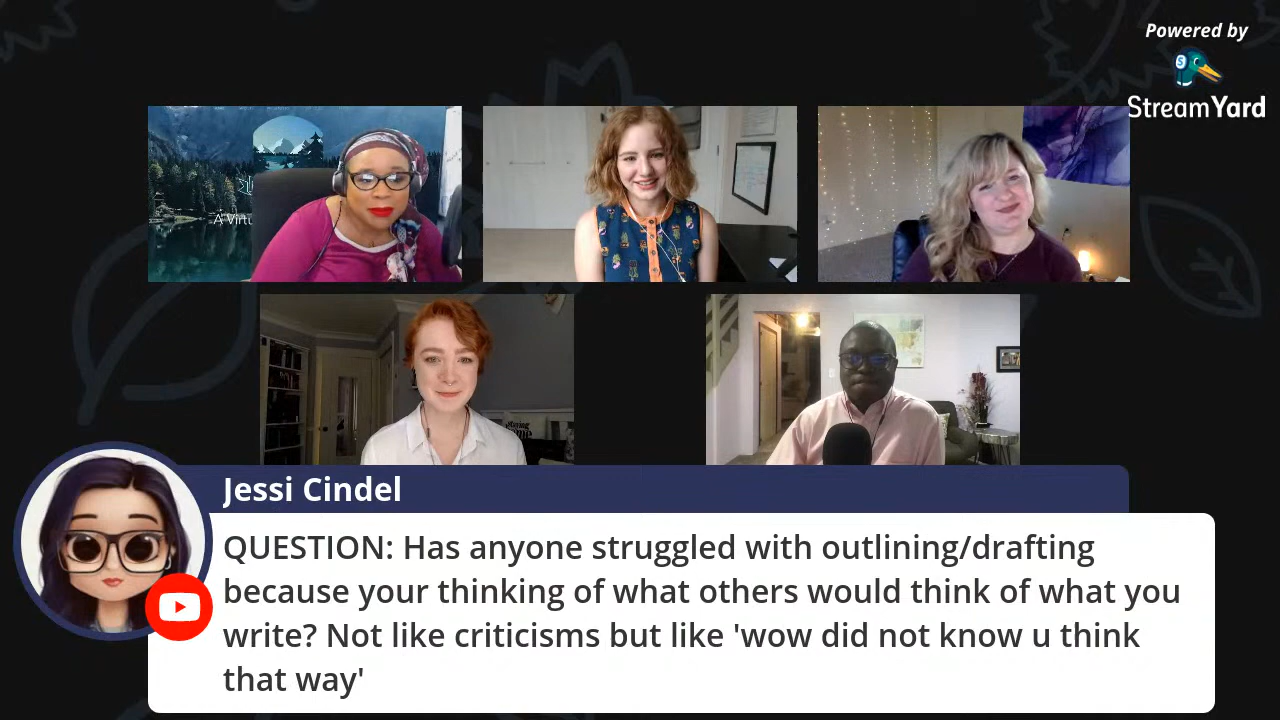 Powered by
StreamYard
A Virtu
Jessi Cindel
QUESTION: Has anyone struggled with outlining/drafting
because your thinking of what others would think of what you
write? Not like criticisms but like 'wow did not know u think
that way'